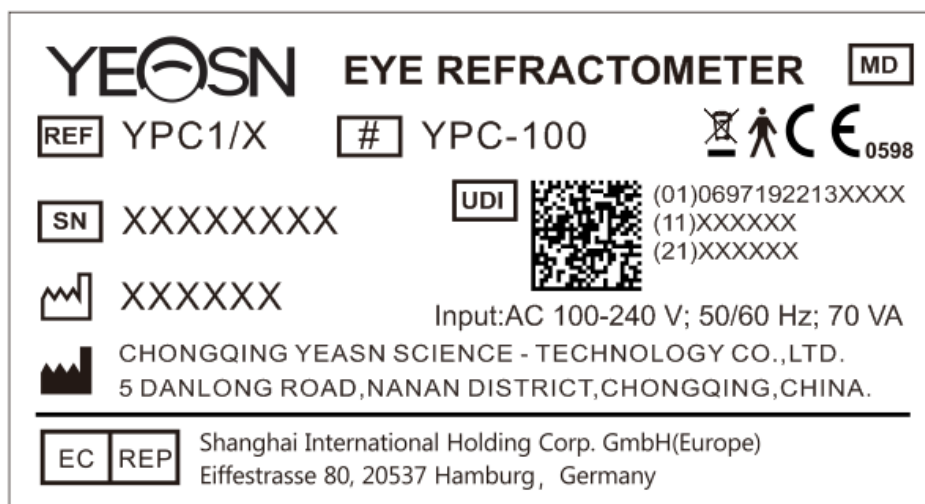 YEASN EYE REFRACTOMETER MD
REF YPC1/X # YPC-100 CE 0598
SN XXXXXXXX
UDI (01)0697192213XXXX
(11)XXXXXX
(21)XXXXXX
XXXXXX
Input:AC 100-240 V; 50/60 Hz; 70 VA
CHONGQING YEASN SCIENCE - TECHNOLOGY CO.,LTD.
5 DANLONG ROAD,NANAN DISTRICT,CHONGQING,CHINA.
EC REP Shanghai International Holding Corp. GmbH(Europe)
Eiffestrasse 80, 20537 Hamburg, Germany